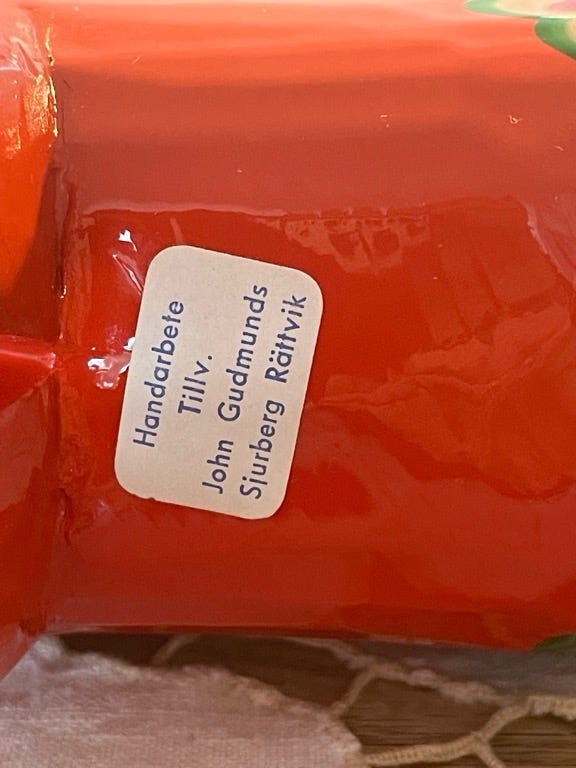 Handarbete
Tillv.
John Gudmunds
Sjurberg Rättvik